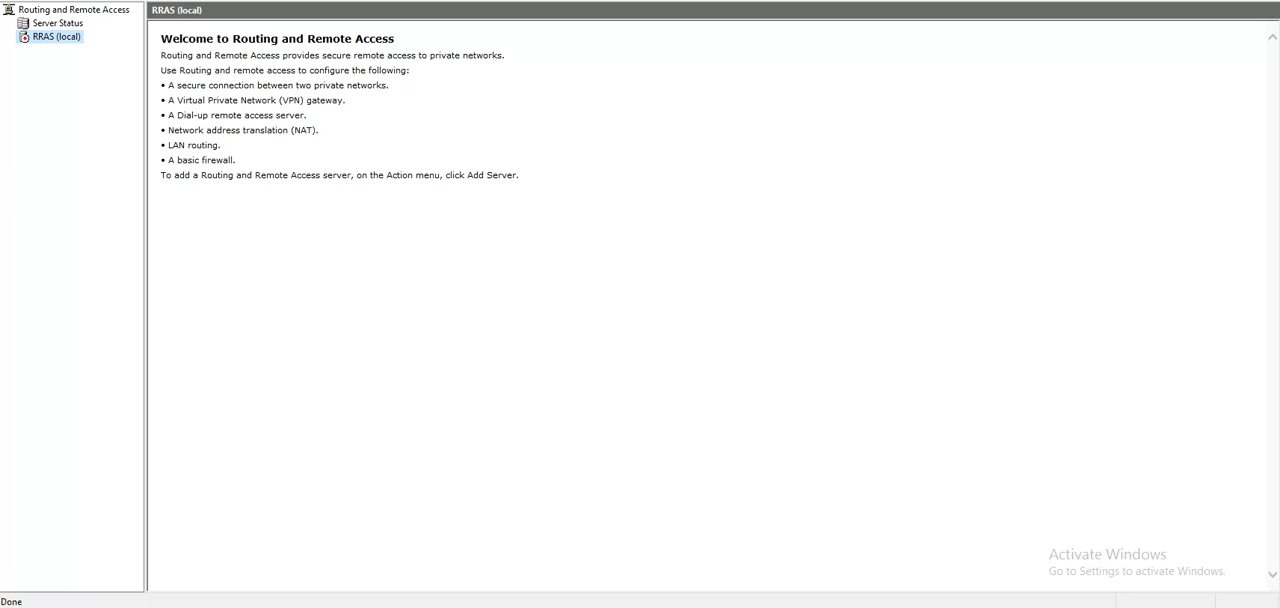 Routing and Remote Access
Server Status
RRAS (local)
RRAS (local)
Welcome to Routing and Remote Access
Routing and Remote Access provides secure remote access to private networks.
Use Routing and remote access to configure the following:
• A secure connection between two private networks.
• A Virtual Private Network (VPN) gateway.
• A Dial-up remote access server.
• Network address translation (NAT).
• LAN routing.
• A basic firewall.
To add a Routing and Remote Access server, on the Action menu, click Add Server.
Activate Windows
Go to Settings to activate Windows.
Done